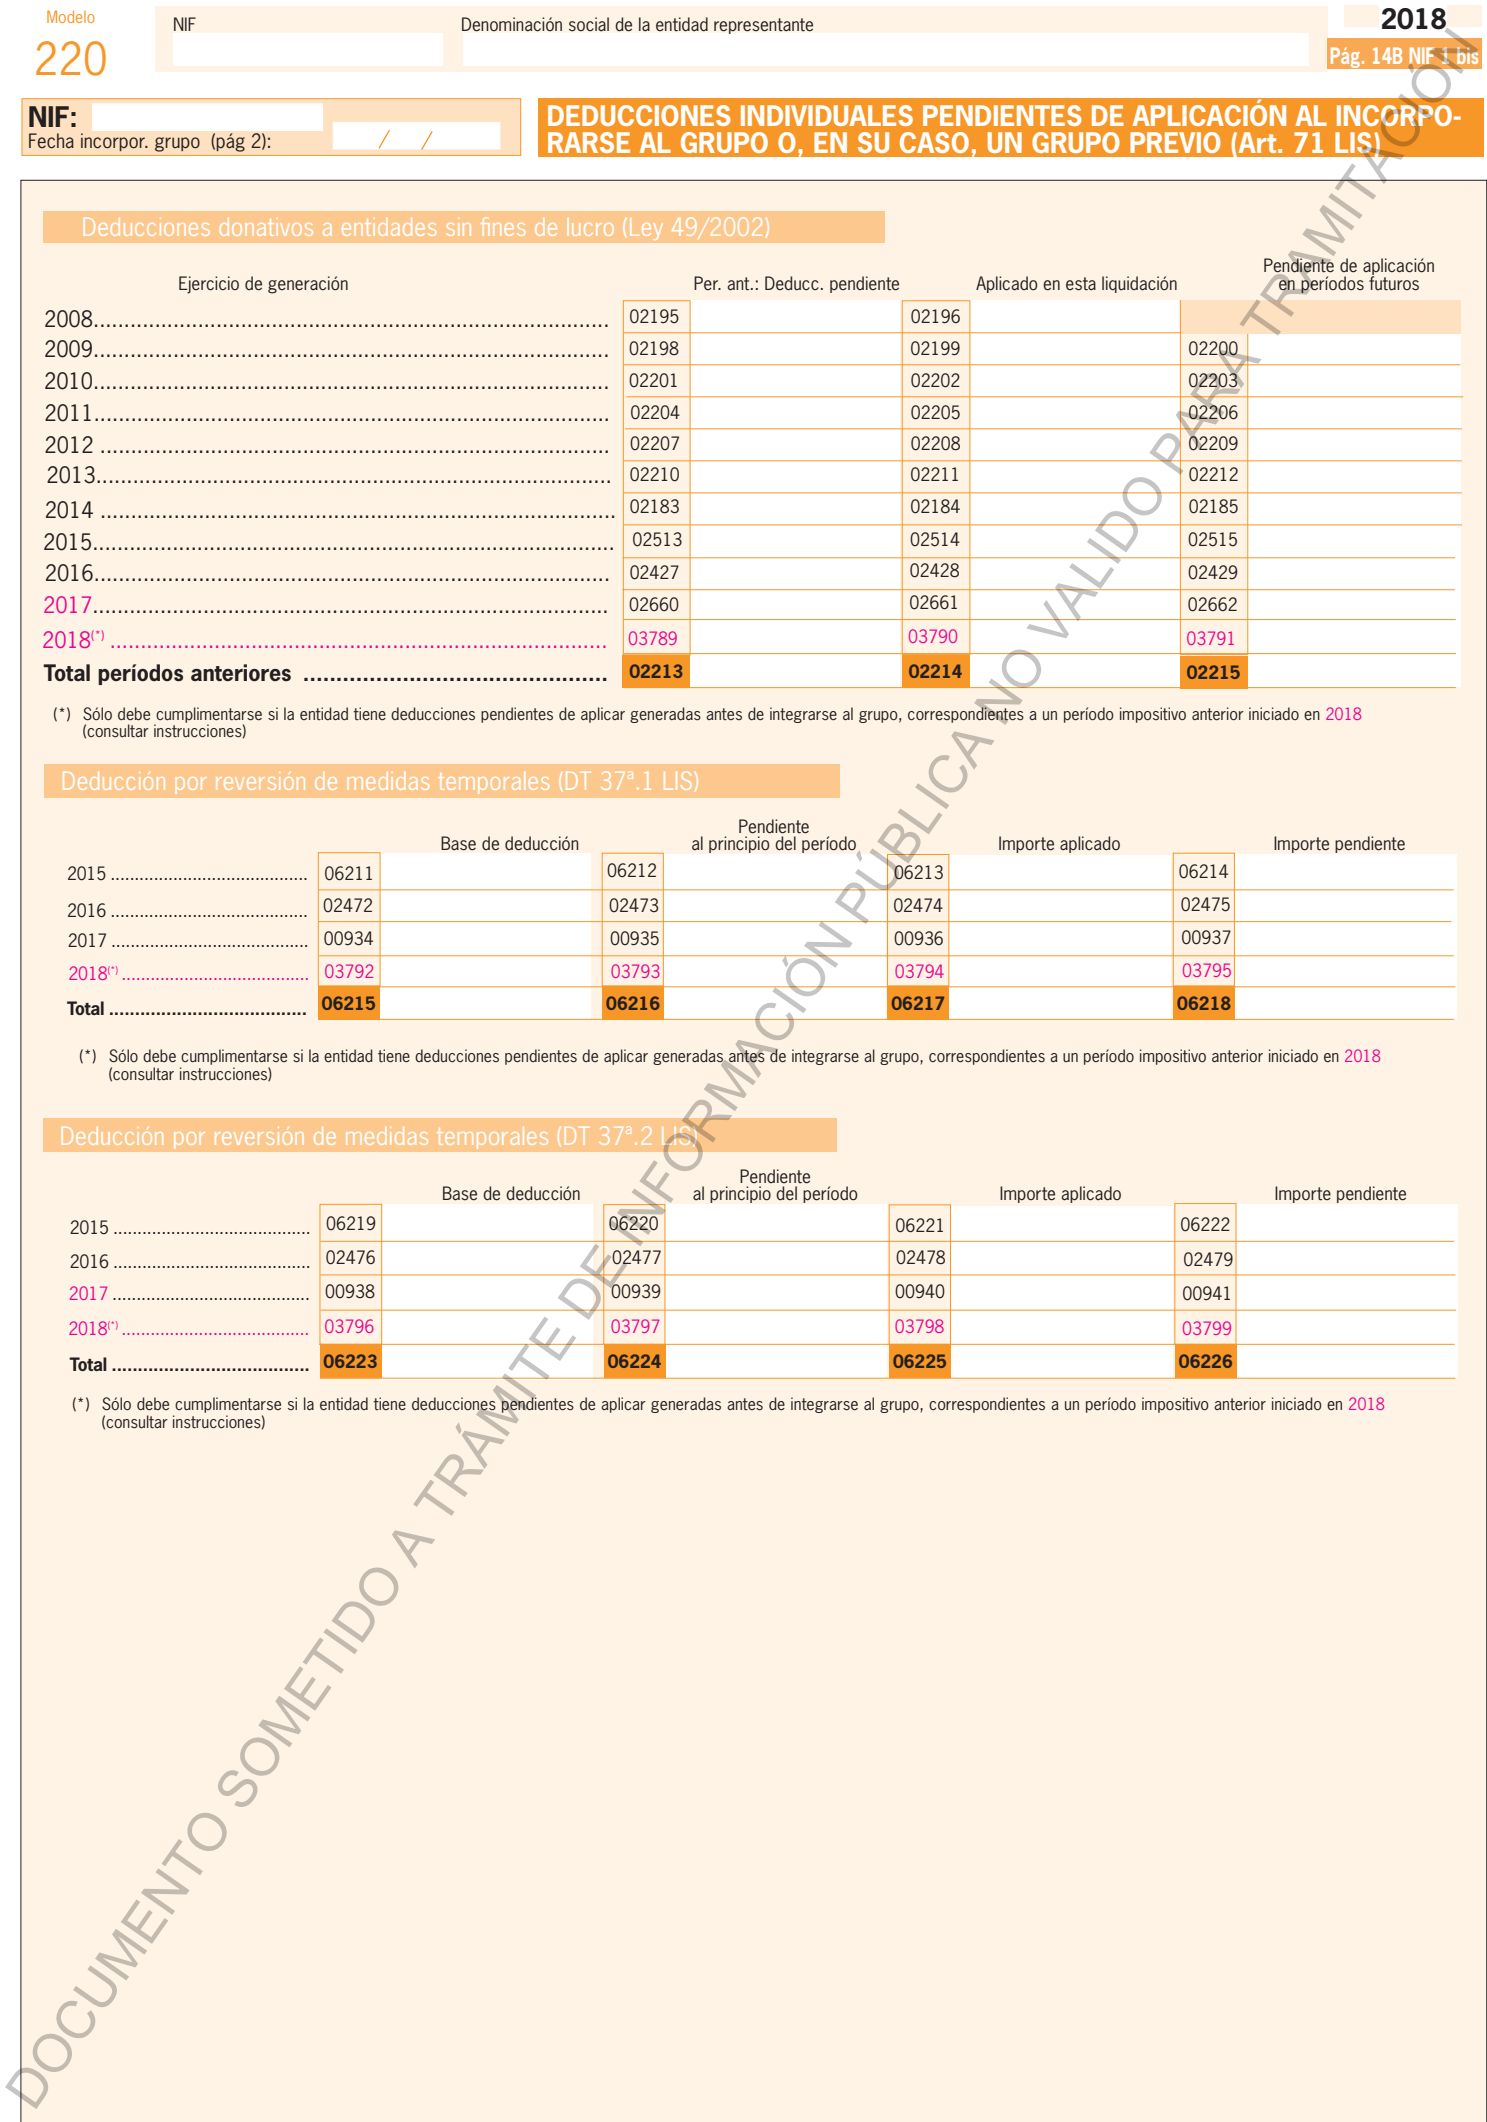 Modelo
220
NIF
Denominación social de la entidad representante
2018
Pág. 14B NIF 1 bis
NIF:
Fecha incorpor. grupo (pág 2): / /
DEDUCCIONES INDIVIDUALES PENDIENTES DE APLICACIÓN AL INCORPO-
RARSE AL GRUPO O, EN SU CASO, UN GRUPO PREVIO (Art. 71 LIS)
Deducciones donativos a entidades sin fines de lucro (Ley 49/2002)
Ejercicio de generación Per. ant.: Deducc. pendiente Aplicado en esta liquidación Pendiente de aplicación
en períodos futuros
2008 02195 02196
2009 02198 02199 02200
2010 02201 02202 02203
2011 02204 02205 02206
2012 02207 02208 02209
2013 02210 02211 02212
2014 02183 02184 02185
2015 02513 02514 02515
2016 02427 02428 02429
2017 02660 02661 02662
2018(*) 03789 03790 03791
Total períodos anteriores 02213 02214 02215
(*) Sólo debe cumplimentarse si la entidad tiene deducciones pendientes de aplicar generadas antes de integrarse al grupo, correspondientes a un período impositivo anterior iniciado en 2018
(consultar instrucciones)
Deducción por reversión de medidas temporales (DT 37ª.1 LIS)
Pendiente
Base de deducción al principio del período Importe aplicado Importe pendiente
2015 06211 06212 06213 06214
2016 02472 02473 02474 02475
2017 00934 00935 00936 00937
2018(*) 03792 03793 03794 03795
Total 06215 06216 06217 06218
(*) Sólo debe cumplimentarse si la entidad tiene deducciones pendientes de aplicar generadas antes de integrarse al grupo, correspondientes a un período impositivo anterior iniciado en 2018
(consultar instrucciones)
Deducción por reversión de medidas temporales (DT 37ª.2 LIS)
Pendiente
Base de deducción al principio del período Importe aplicado Importe pendiente
2015 06219 06220 06221 06222
2016 02476 02477 02478 02479
2017 00938 00939 00940 00941
2018(*) 03796 03797 03798 03799
Total 06223 06224 06225 06226
(*) Sólo debe cumplimentarse si la entidad tiene deducciones pendientes de aplicar generadas antes de integrarse al grupo, correspondientes a un período impositivo anterior iniciado en 2018
(consultar instrucciones)
DOCUMENTO SOMETIDO A TRÁMITE DE INFORMACIÓN PÚBLICA NO VALIDO PARA TRAMITACIÓN